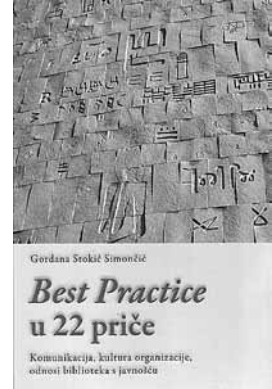 Gordana Stokić Simončić
Best Practice
u 22 priče
Komunikacija, kultura organizacije,
odnosi biblioteka s javnošću